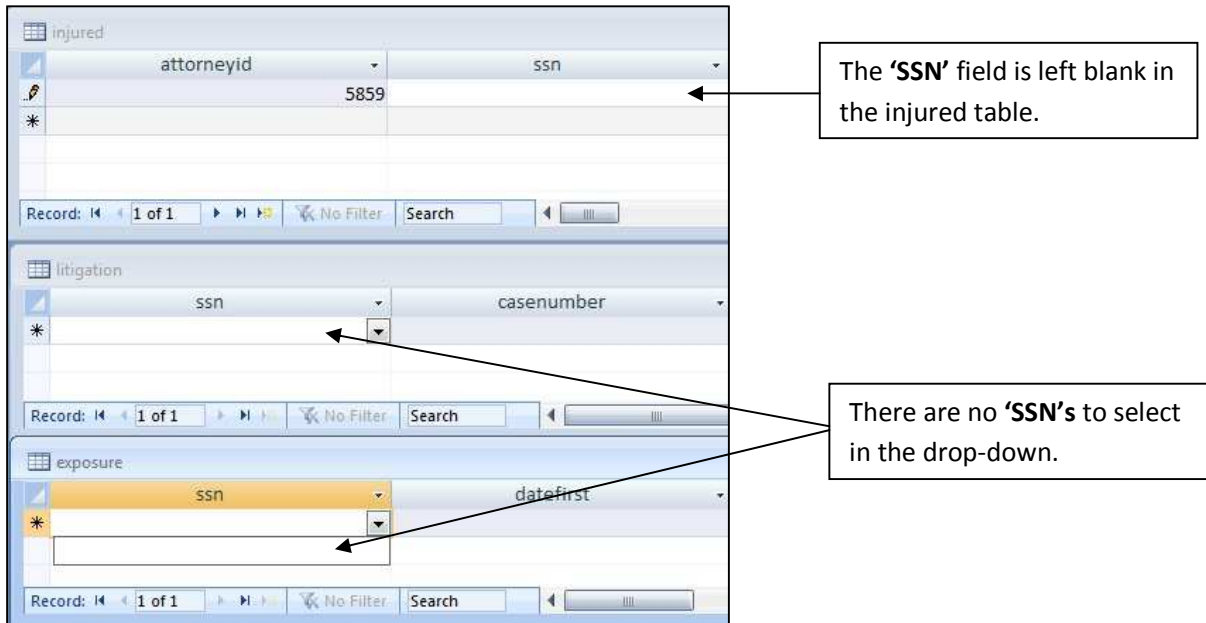 injured
attorneyid ssn
5859
Record: 1 of 1 No Filter Search
The ‘SSN’ field is left blank in
the injured table.
litigation
ssn casenumber
Record: 1 of 1 No Filter Search
There are no ‘SSN’s to select
in the drop-down.
exposure
ssn datefirst
Record: 1 of 1 No Filter Search